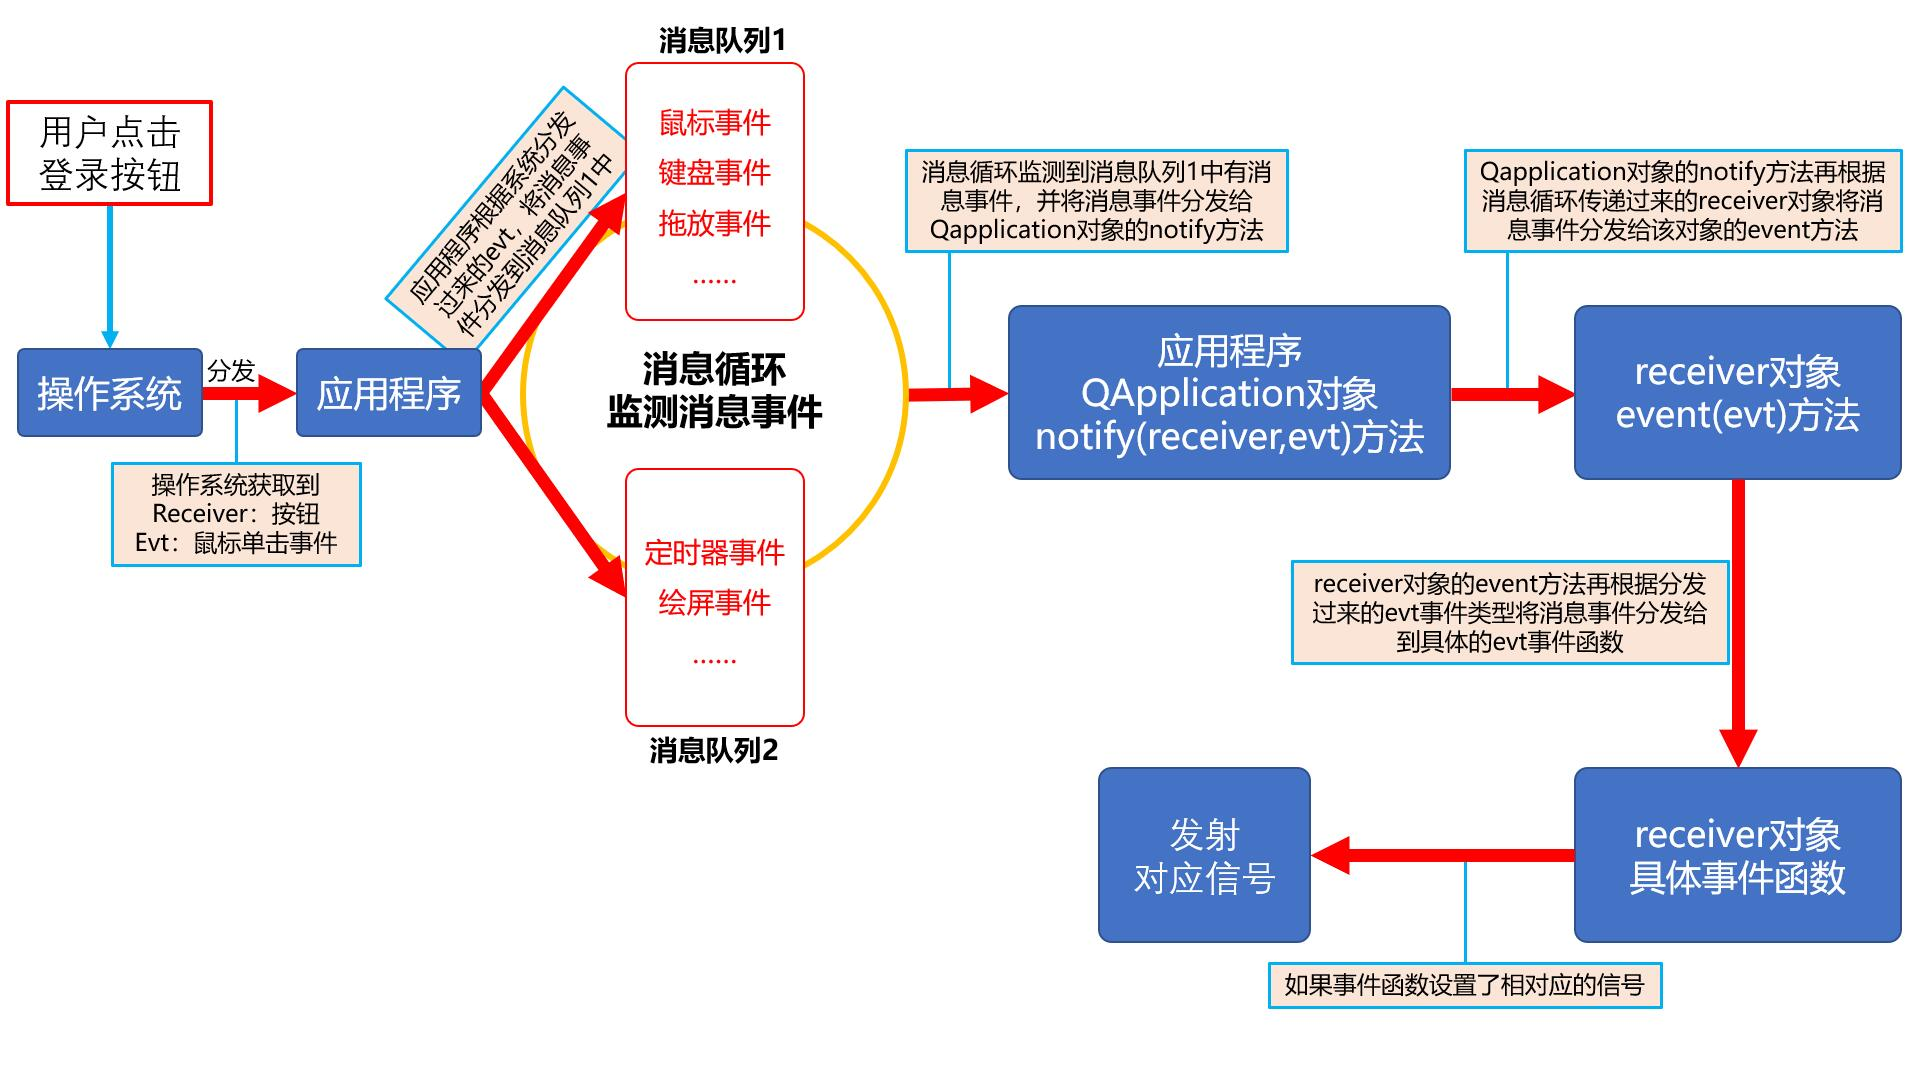 消息队列1
用户点击
登录按钮
鼠标事件
键盘事件
拖放事件
......
应用程序根据系统分发
过来的evt，将消息事
件分发到消息队列1中
消息循环监测到消息队列1中有消
息事件，并将消息事件分发给
Qapplication对象的notify方法
Qapplication对象的notify方法再根据
消息循环传递过来的receiver对象将消
息事件分发给该对象的event方法
操作系统
分发
应用程序
消息循环
监测消息事件
应用程序
QApplication对象
notify(receiver,evt)方法
receiver对象
event(evt)方法
操作系统获取到
Receiver：按钮
Evt：鼠标单击事件
定时器事件
绘屏事件
......
消息队列2
receiver对象的event方法再根据分发
过来的evt事件类型将消息事件分发给
到具体的evt事件函数
发射
对应信号
receiver对象
具体事件函数
如果事件函数设置了相对应的信号